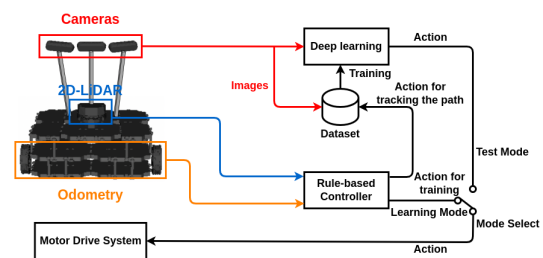 Cameras
Action
Deep learning
2D-LiDAR
Images
Training
Action for
tracking the path
Dataset
Test Mode
Odometry
Rule-based
Controller
Action for
training
Learning Mode
Mode Select
Motor Drive System
Action